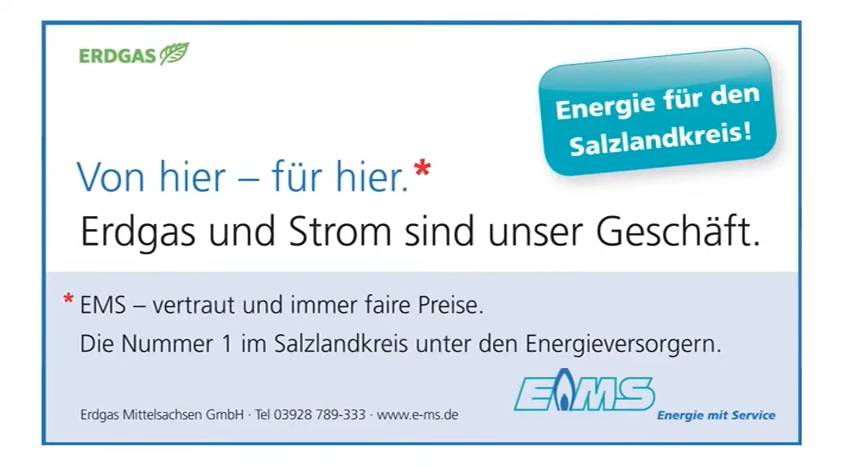 ERDGAS
Energie für den
Salzlandkreis!
Von hier – für hier.*
Erdgas und Strom sind unser Geschäft.
* EMS – vertraut und immer faire Preise.
Die Nummer 1 im Salzlandkreis unter den Energieversorgern.
EMS
Energie mit Service
Erdgas Mittelsachsen GmbH · Tel 03928 789-333 · www.e-ms.de